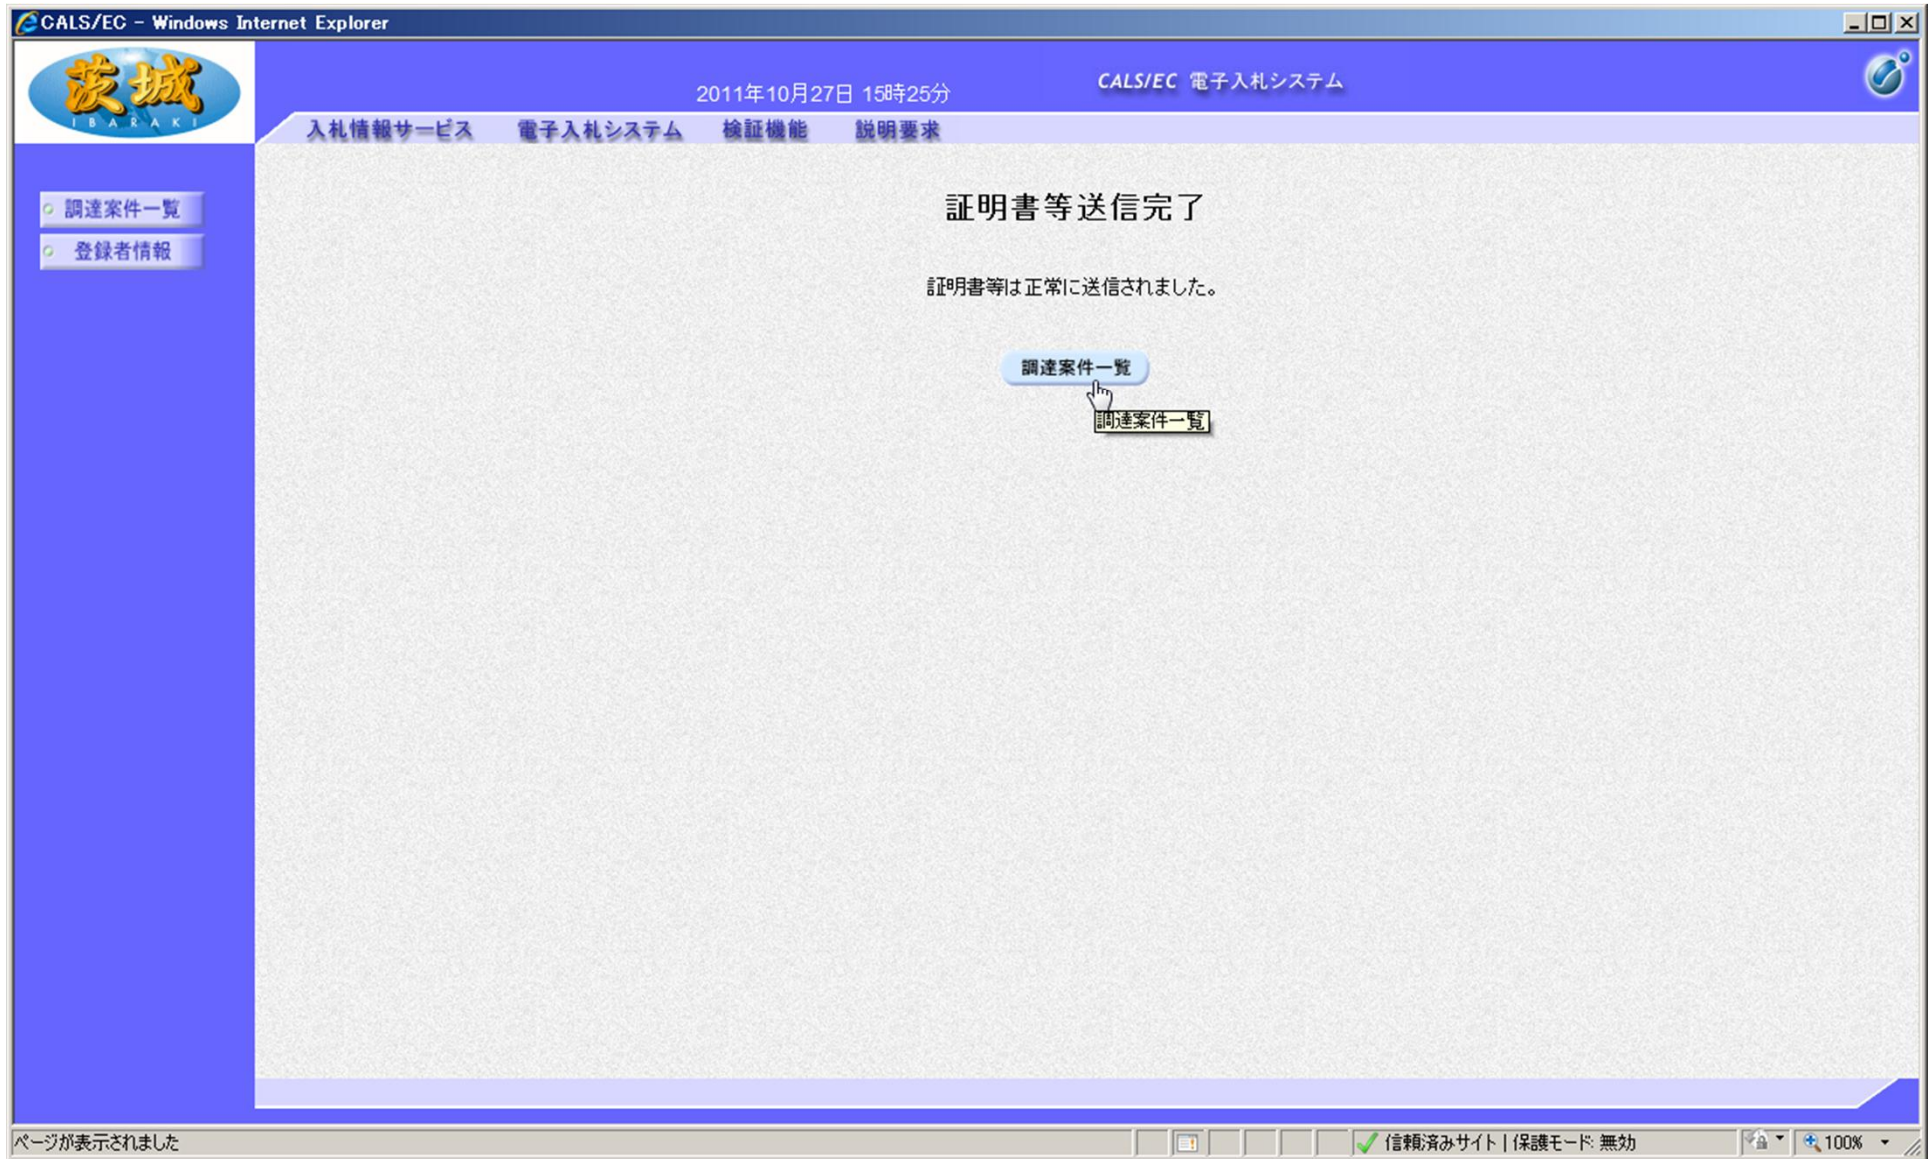 CALS/EC - Windows Internet Explorer
茨城
IBARAKI
2011年10月27日 15時25分
CALS/EC 電子入札システム
入札情報サービス 電子入札システム 検証機能 説明要求
調達案件一覧
登録者情報
証明書等送信完了
証明書等は正常に送信されました。
調達案件一覧
調達案件一覧
ページが表示されました
信頼済みサイト | 保護モード: 無効
100%